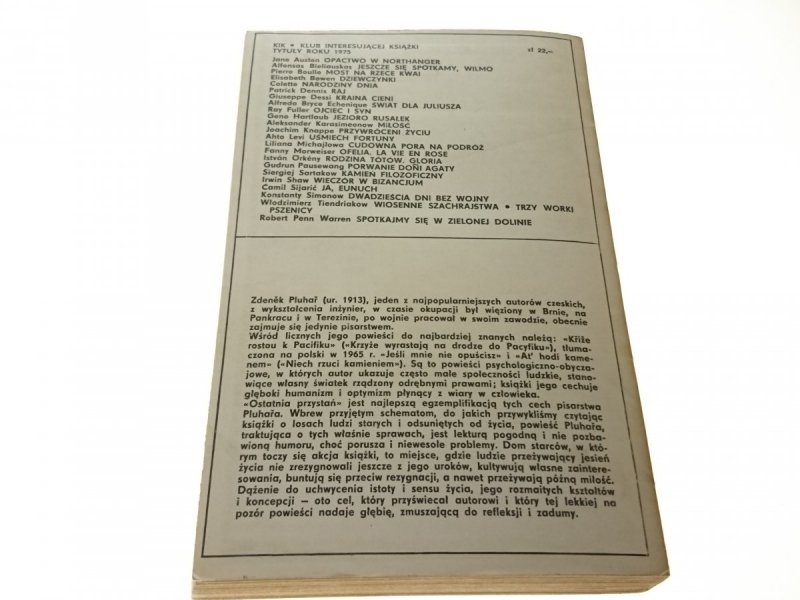 KIK • KLUB INTERESUJĄCEJ KSIĄŻKI
TYTUŁY ROKU 1975
zł 22,—
Jane Austen OPACTWO W NORTHANGER
Alfonsas Bieliauskas JESZCZE SIĘ SPOTKAMY, WILMO
Pierre Boulle MOST NA RZECE KWAI
Elisabeth Bowen DZIEWCZYNKI
Colette NARODZINY DNIA
Patrick Dennis RAJ
Giuseppe Dessi KRAINA CIENI
Alfredo Bryce Echenique ŚWIAT DLA JULIUSZA
Ray Fuller OJCIEC I SYN
Geno Hartlaub JEZIORO RUSAŁEK
Aleksander Karasimeonow MIŁOŚĆ
Joachim Knappe PRZYWRÓCENI ŻYCIU
Ahto Levi UŚMIECH FORTUNY
Liliana Michajłowa CUDOWNA PORA NA PODRÓŻ
Fanny Morweiser OFELIA. LA VIE EN ROSE
István Örkény RODZINA TÓTÓW. GLORIA
Gudrun Pausewang PORWANIE DOÑI AGATY
Siergiej Sartakow KAMIEŃ FILOZOFICZNY
Irwin Shaw WIECZÓR W BIZANCJUM
Camil Sijarić JA, EUNUCH
Konstanty Simonow DWADZIEŚCIA DNI BEZ WOJNY
Włodzimierz Tiendriakow WIOSENNE SZACHRAJSTWA • TRZY WORKI
PSZENICY
Robert Penn Warren SPOTKAJMY SIĘ W ZIELONEJ DOLINIE
Zdeněk Pluhař (ur. 1913), jeden z najpopularniejszych autorów czeskich,
z wykształcenia inżynier, w czasie okupacji był więziony w Brnie, na
Pankracu i w Terezinie, po wojnie pracował w swoim zawodzie, obecnie
zajmuje się jedynie pisarstwem.
Wśród licznych jego powieści do najbardziej znanych należą: «Kříže
rostou k Pacifiku» («Krzyże wyrastają na drodze do Pacyfiku»), tłuma-
czona na polski w 1965 r. «Jeśli mnie nie opuścisz» i «At' hodí kame-
nem» («Niech rzuci kamieniem»). Są to powieści psychologiczno-obycza-
jowe, w których autor ukazuje często małe społeczności ludzkie, stano-
wiące własny światek rządzony odrębnymi prawami; książki jego cechuje
głęboki humanizm i optymizm płynący z wiary w człowieka.
«Ostatnia przystań» jest najlepszą egzemplifikacją tych cech pisarstwa
Pluhařa. Wbrew przyjętym schematom, do jakich przywykliśmy czytając
książki o losach ludzi starych i odsuniętych od życia, powieść Pluhařa,
traktująca o tych właśnie sprawach, jest lekturą pogodną i nie pozba-
wioną humoru, choć porusza i niewesołe problemy. Dom starców, w któ-
rym toczy się akcja książki, to miejsce, gdzie ludzie przeżywający jesień
życia nie zrezygnowali jeszcze z jego uroków, kultywują własne zaintere-
sowania, buntują się przeciw rezygnacji, a nawet przeżywają późną miłość.
Dążenie do uchwycenia istoty i sensu życia, jego rozmaitych kształtów
i koncepcji — oto cel, który przyświecał autorowi i który tej lekkiej na
pozór powieści nadaje głębię, zmuszającą do refleksji i zadumy.